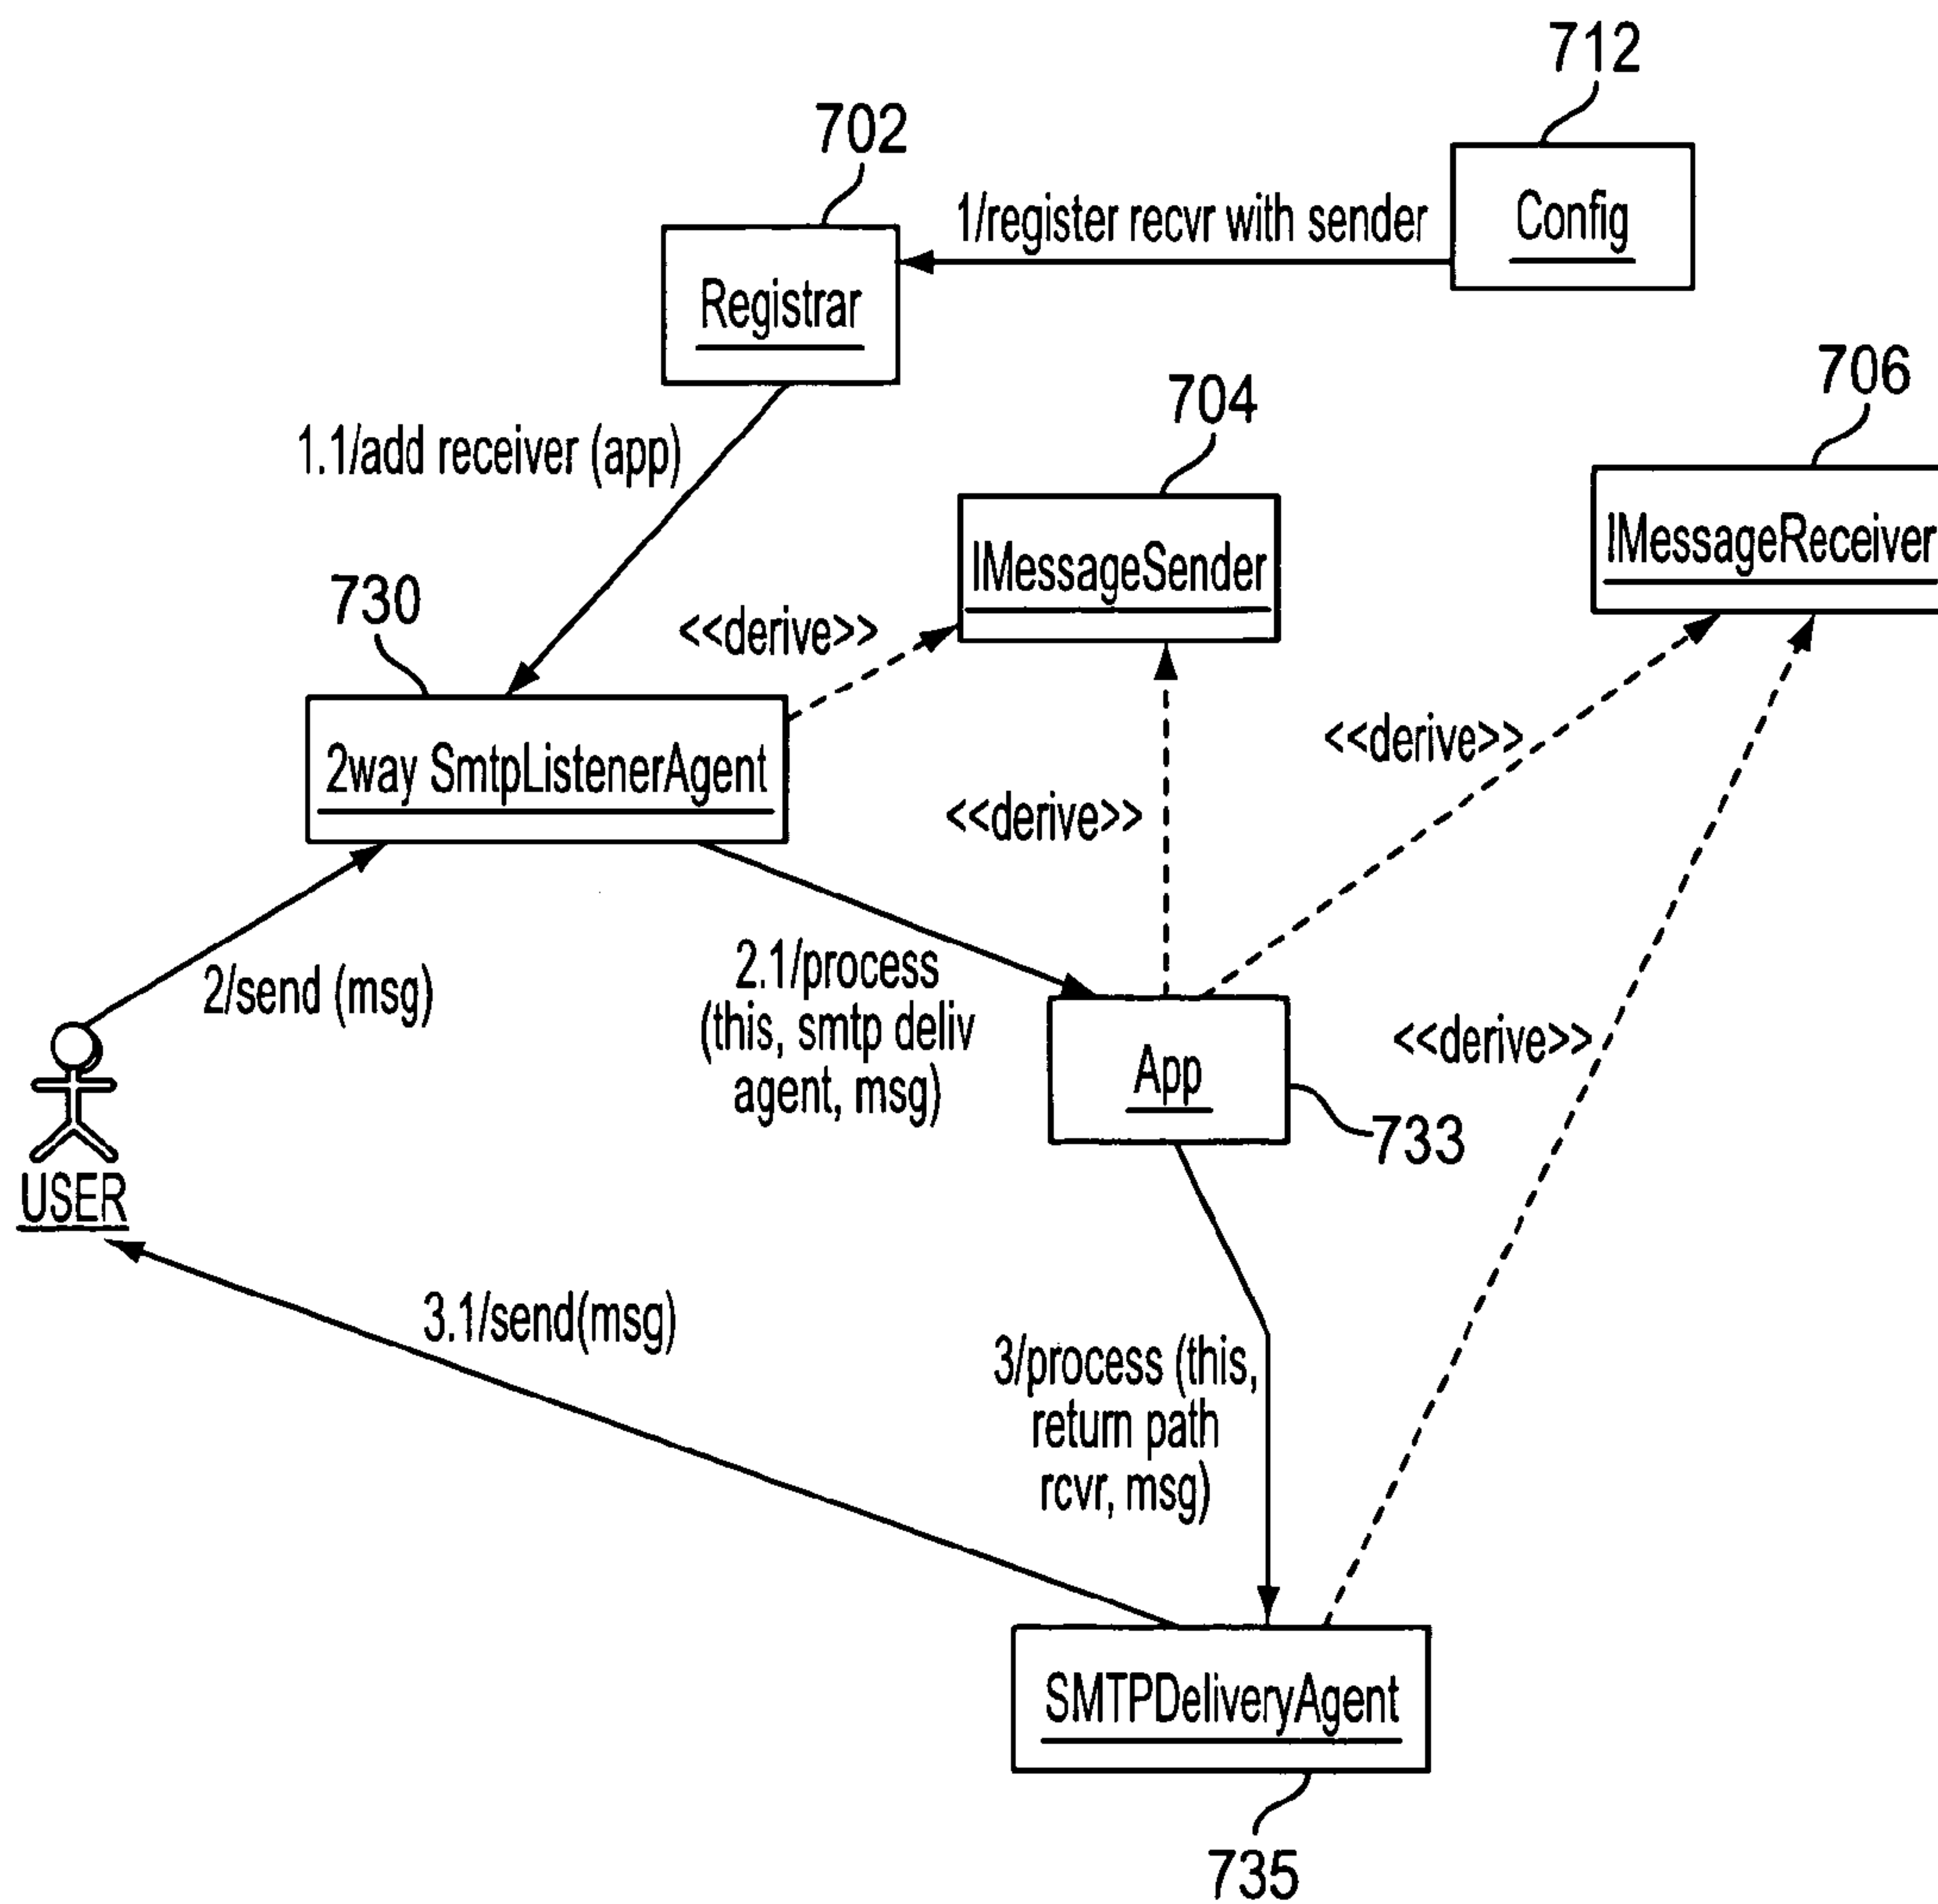 712
702
1/register recvr with sender
Config
Registrar
706
704
1.1/add receiver (app)
IMessageReceiver
IMessageSender
730
<<derive>>
<<derive>>
2way SmtpListenerAgent
<<derive>>
2/send (msg)
2.1/process
(this, smtp deliv
agent, msg)
<<derive>>
App
733
USER
3.1/send(msg)
3/process (this,
return path
rcvr, msg)
SMTPDeliveryAgent
735